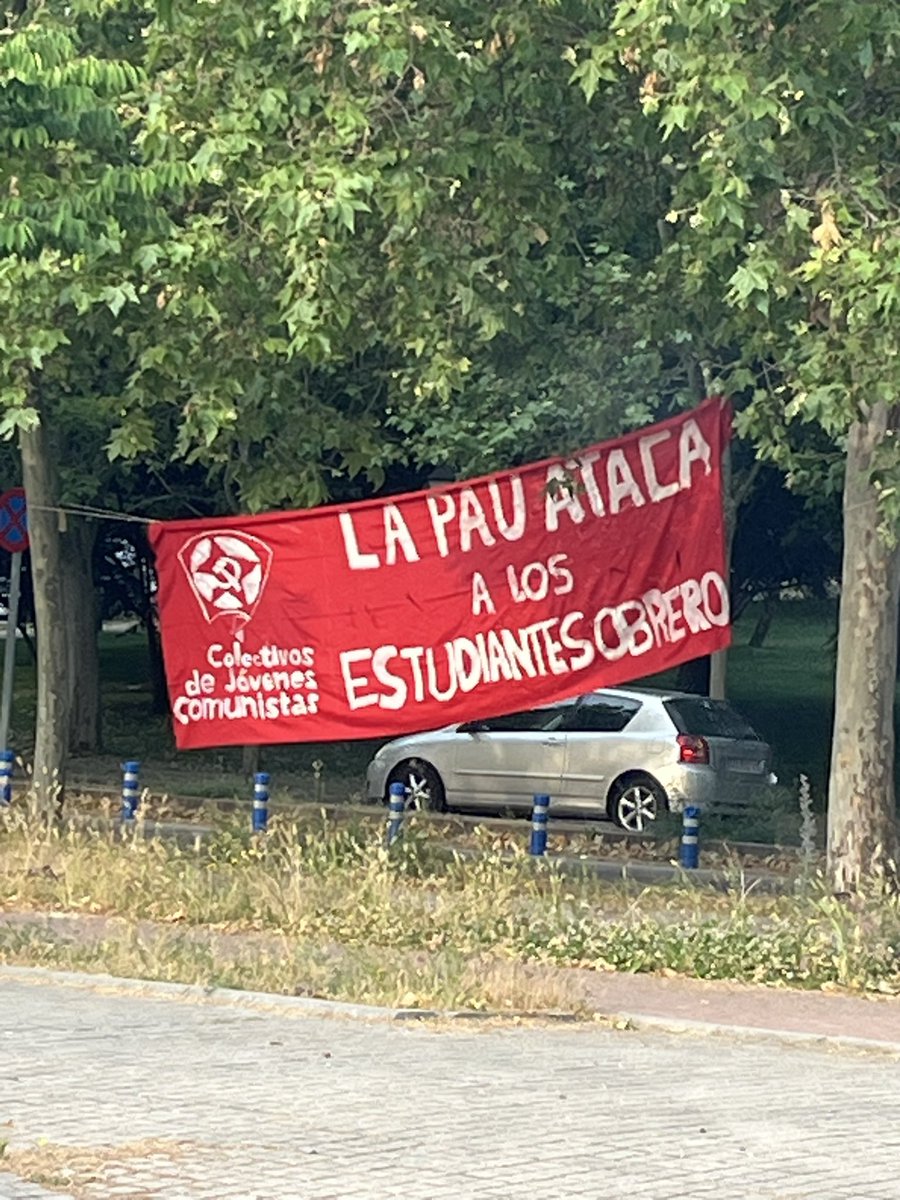 LA PAU ATACA
A LOS
ESTUDIANTES OBRERO
Colectivos
de Jóvenes
comunistas